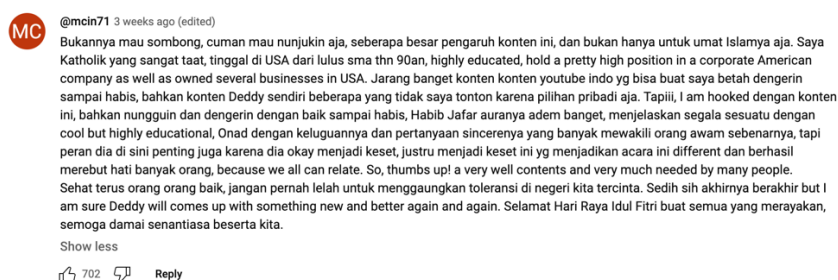 MC
@mcin71 3 weeks ago (edited)
Bukannya mau sombong, cuman mau nunjukin aja, seberapa besar pengaruh konten ini, dan bukan hanya untuk umat Islamya aja. Saya
Katholik yang sangat taat, tinggal di USA dari lulus sma thn 90an, highly educated, hold a pretty high position in a corporate American
company as well as owned several businesses in USA. Jarang banget konten konten youtube indo yg bisa buat saya betah dengerin
sampai habis, bahkan konten Deddy sendiri beberapa yang tidak saya tonton karena pilihan pribadi aja. Tapiii, I am hooked dengan konten
ini, bahkan nungguin dan dengerin dengan baik sampai habis, Habib Jafar auranya adem banget, menjelaskan segala sesuatu dengan
cool but highly educational, Onad dengan keluguannya dan pertanyaan sincerenya yang banyak mewakili orang awam sebenarnya, tapi
peran dia di sini penting juga karena dia okay menjadi keset, justru menjadi keset ini yg menjadikan acara ini different dan berhasil
merebut hati banyak orang, because we all can relate. So, thumbs up! a very well contents and very much needed by many people.
Sehat terus orang orang baik, jangan pernah lelah untuk menggaungkan toleransi di negeri kita tercinta. Sedih sih akhirnya berakhir but I
am sure Deddy will comes up with something new and better again and again. Selamat Hari Raya Idul Fitri buat semua yang merayakan,
semoga damai senantiasa beserta kita.
Show less
702 Reply